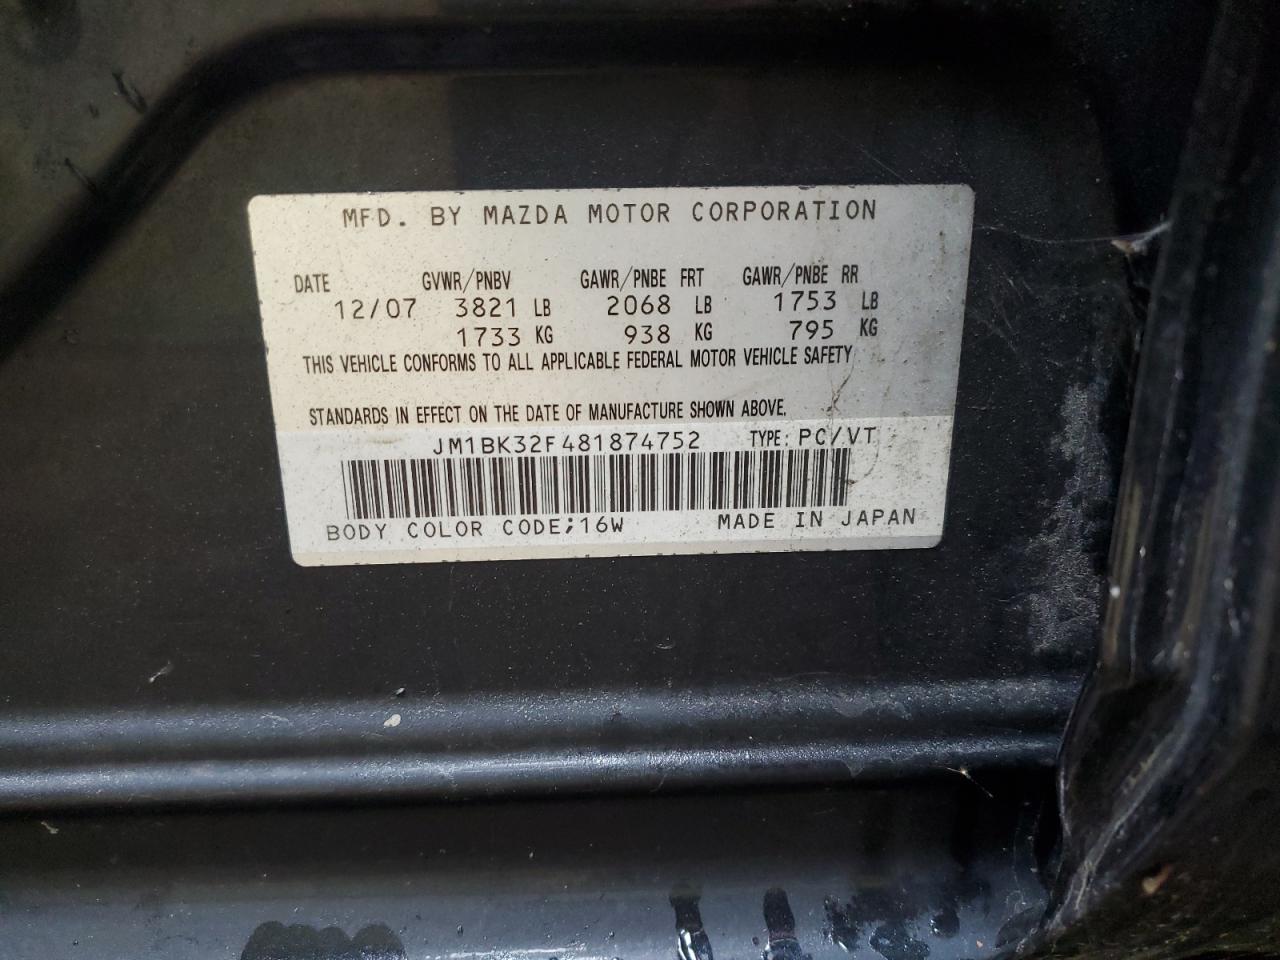 MFD. BY MAZDA MOTOR CORPORATION
DATE GVWR/PNBV GAWR/PNBE FRT GAWR/PNBE RR
12/07 3821 LB 2068 LB 1753 LB
1733 KG 938 KG 795 KG
THIS VEHICLE CONFORMS TO ALL APPLICABLE FEDERAL MOTOR VEHICLE SAFETY
STANDARDS IN EFFECT ON THE DATE OF MANUFACTURE SHOWN ABOVE.
JM1BK32F481874752 TYPE: PC/VT
BODY COLOR CODE;16W MADE IN JAPAN